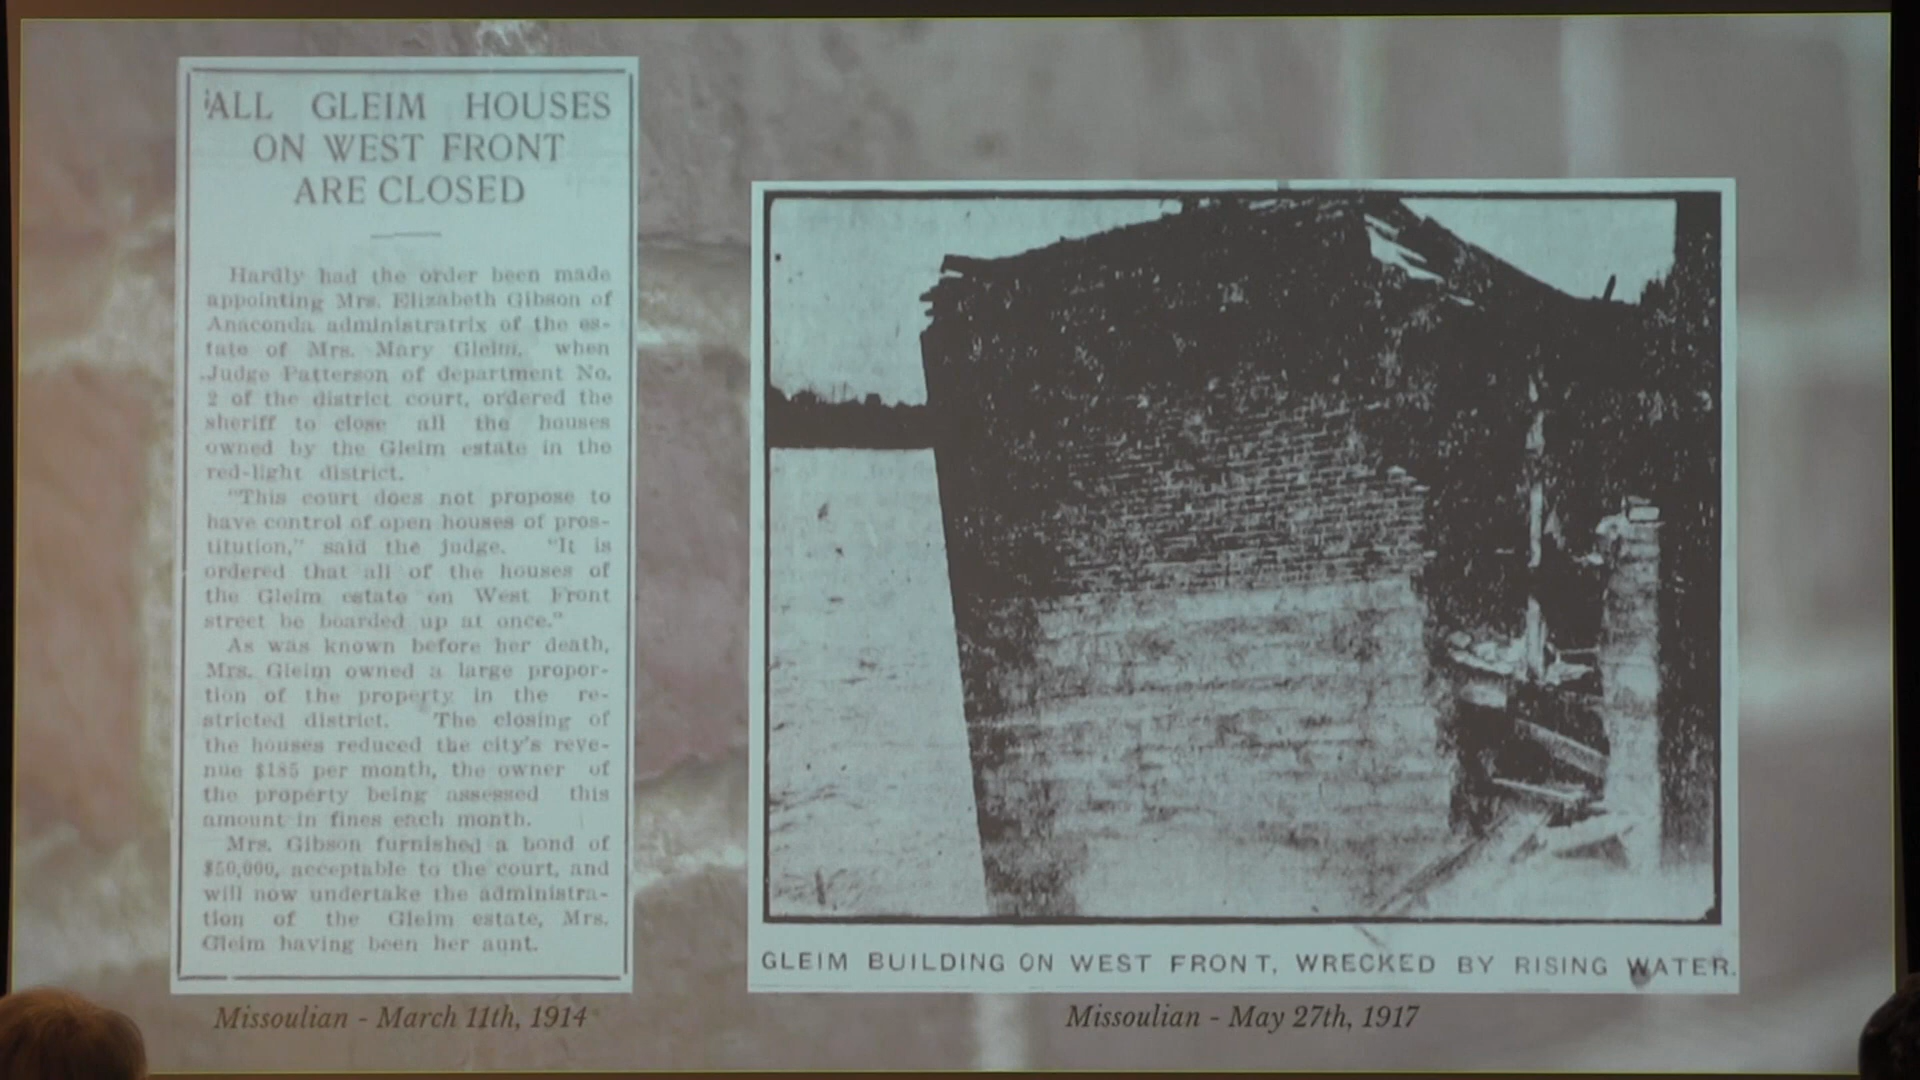 ALL GLEIM HOUSES
ON WEST FRONT
ARE CLOSED
Hardly had the order been made
appointing Mrs. Elizabeth Gibson of
Anaconda administratrix of the es-
tate of Mrs. Mary Gleim, when
Judge Patterson of department No.
2 of the district court, ordered the
sheriff to close all the houses
owned by the Gleim estate in the
red-light district.
"This court does not propose to
have control of open houses of pros-
titution," said the judge. "It is
ordered that all of the houses of
the Gleim estate on West Front
street be boarded up at once."
As was known before her death,
Mrs. Gleim owned a large propor-
tion of the property in the re-
stricted district. The closing of
the houses reduced the city's reve-
nue $185 per month, the owner of
the property being assessed this
amount in fines each month.
Mrs. Gibson furnished a bond of
$50,000, acceptable to the court, and
will now undertake the administra-
tion of the Gleim estate, Mrs.
Gleim having been her aunt.
Missoulian - March 11th, 1914
GLEIM BUILDING ON WEST FRONT, WRECKED BY RISING WATER.
Missoulian - May 27th, 1917